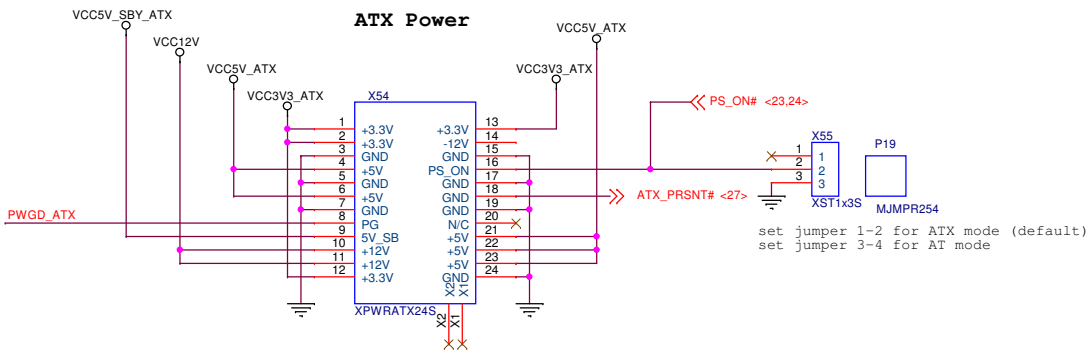 ATX Power
VCC5V_SBY_ATX
VCC12V
VCC5V_ATX
VCC3V3_ATX
VCC5V_ATX
VCC3V3_ATX
PS_ON# <23,24>
X54
1 +3.3V +3.3V 13
2 +3.3V -12V 14
3 GND GND 15
4 +5V PS_ON 16
5 GND GND 17
6 +5V GND 18
7 GND GND 19
8 PG N/C 20
9 5V_SB +5V 21
10 +12V +5V 22
11 +12V +5V 23
12 +3.3V GND 24
X2 X1
XPWRATX24S
X2 X1
PWGD_ATX
ATX_PRSNT# <27>
X55
1 1
2 2
3 3
XST1x3S
P19
MJMPR254
set jumper 1-2 for ATX mode (default)
set jumper 3-4 for AT mode